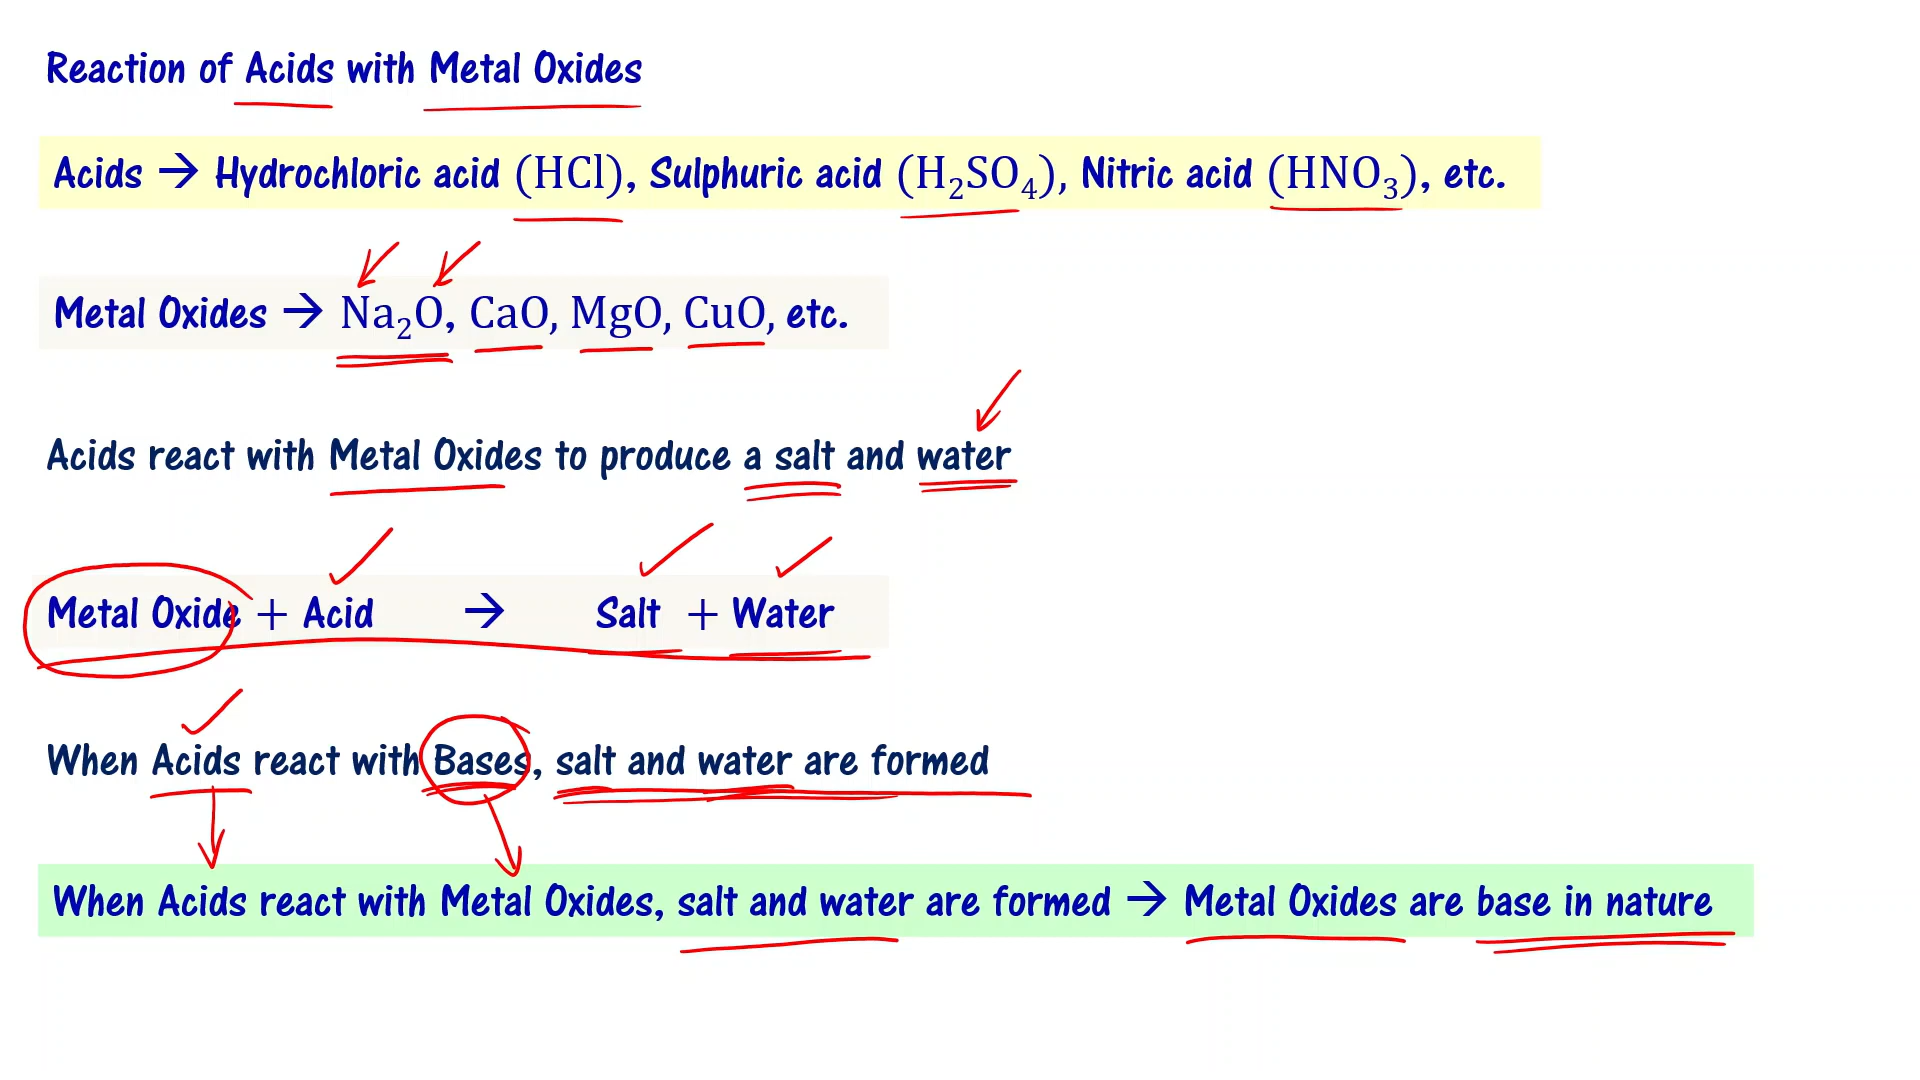 Reaction of Acids with Metal Oxides
Acids → Hydrochloric acid (HCl), Sulphuric acid (H₂SO₄), Nitric acid (HNO₃), etc.
Metal Oxides → Na₂O, CaO, MgO, CuO, etc.
Acids react with Metal Oxides to produce a salt and water
Metal Oxide + Acid → Salt + Water
When Acids react with Bases, salt and water are formed
When Acids react with Metal Oxides, salt and water are formed → Metal Oxides are base in nature